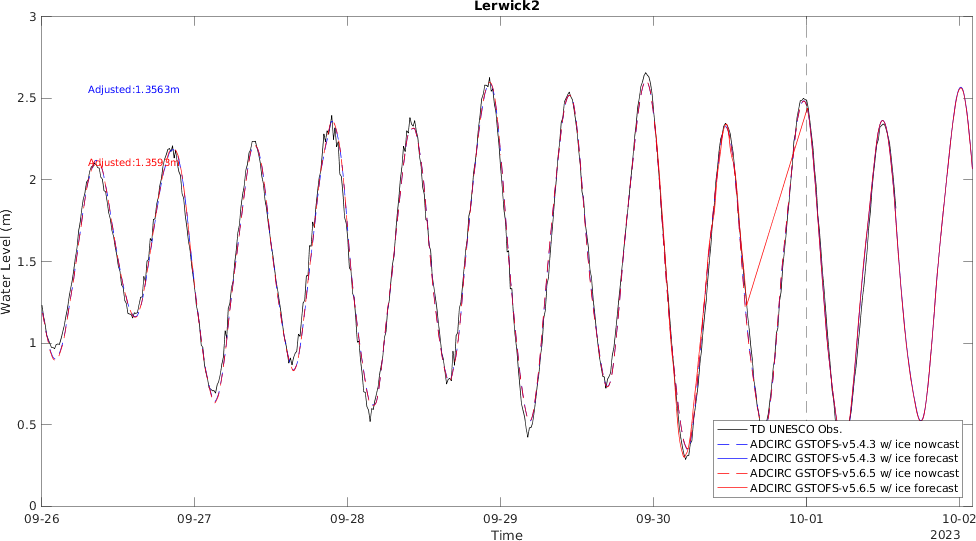 Lerwick2
3
Adjusted:1.3563m
2.5
Adjusted:1.3593m
2
1.5
Water Level (m)
1
0.5
TD UNESCO Obs.
ADCIRC GSTOFS-v5.4.3 w/ ice nowcast
ADCIRC GSTOFS-v5.4.3 w/ ice forecast
ADCIRC GSTOFS-v5.6.5 w/ ice nowcast
ADCIRC GSTOFS-v5.6.5 w/ ice forecast
0
09-26 09-27 09-28 09-29 09-30 10-01 10-02
Time 2023